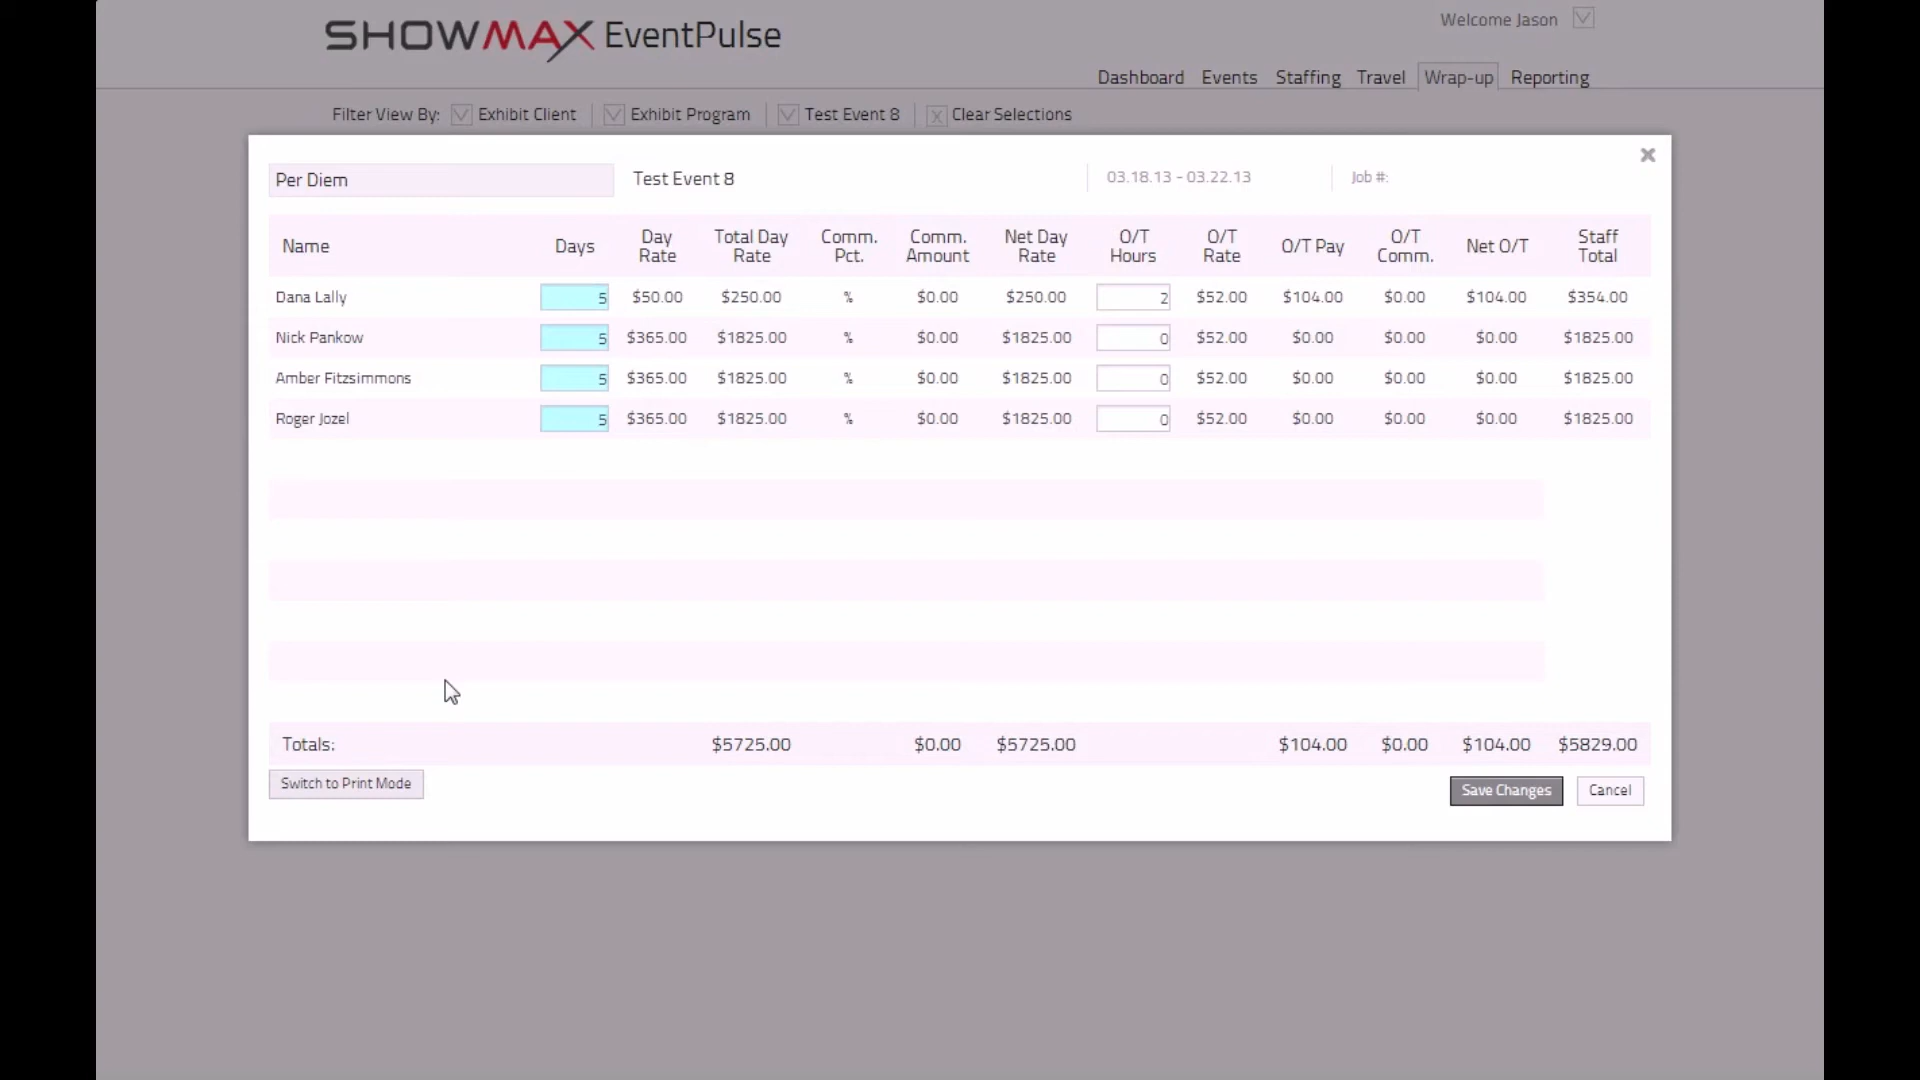 SHOWMAX EventPulse
Welcome Jason
Dashboard Events Staffing Travel Wrap-up Reporting
Filter View By: Exhibit Client Exhibit Program Test Event 8 X Clear Selections
Per Diem Test Event 8 03.18.13 - 03.22.13 Job #:
Name Days Day Rate Total Day Rate Comm. Pct. Comm. Amount Net Day Rate O/T Hours O/T Rate O/T Pay O/T Comm. Net O/T Staff Total
Dana Lally 5 $50.00 $250.00 % $0.00 $250.00 2 $52.00 $104.00 $0.00 $104.00 $354.00
Nick Pankow 5 $365.00 $1825.00 % $0.00 $1825.00 0 $52.00 $0.00 $0.00 $0.00 $1825.00
Amber Fitzsimmons 5 $365.00 $1825.00 % $0.00 $1825.00 0 $52.00 $0.00 $0.00 $0.00 $1825.00
Roger Jozel 5 $365.00 $1825.00 % $0.00 $1825.00 0 $52.00 $0.00 $0.00 $0.00 $1825.00
Totals: $5725.00 $0.00 $5725.00 $104.00 $0.00 $104.00 $5829.00
Switch to Print Mode
Save Changes Cancel